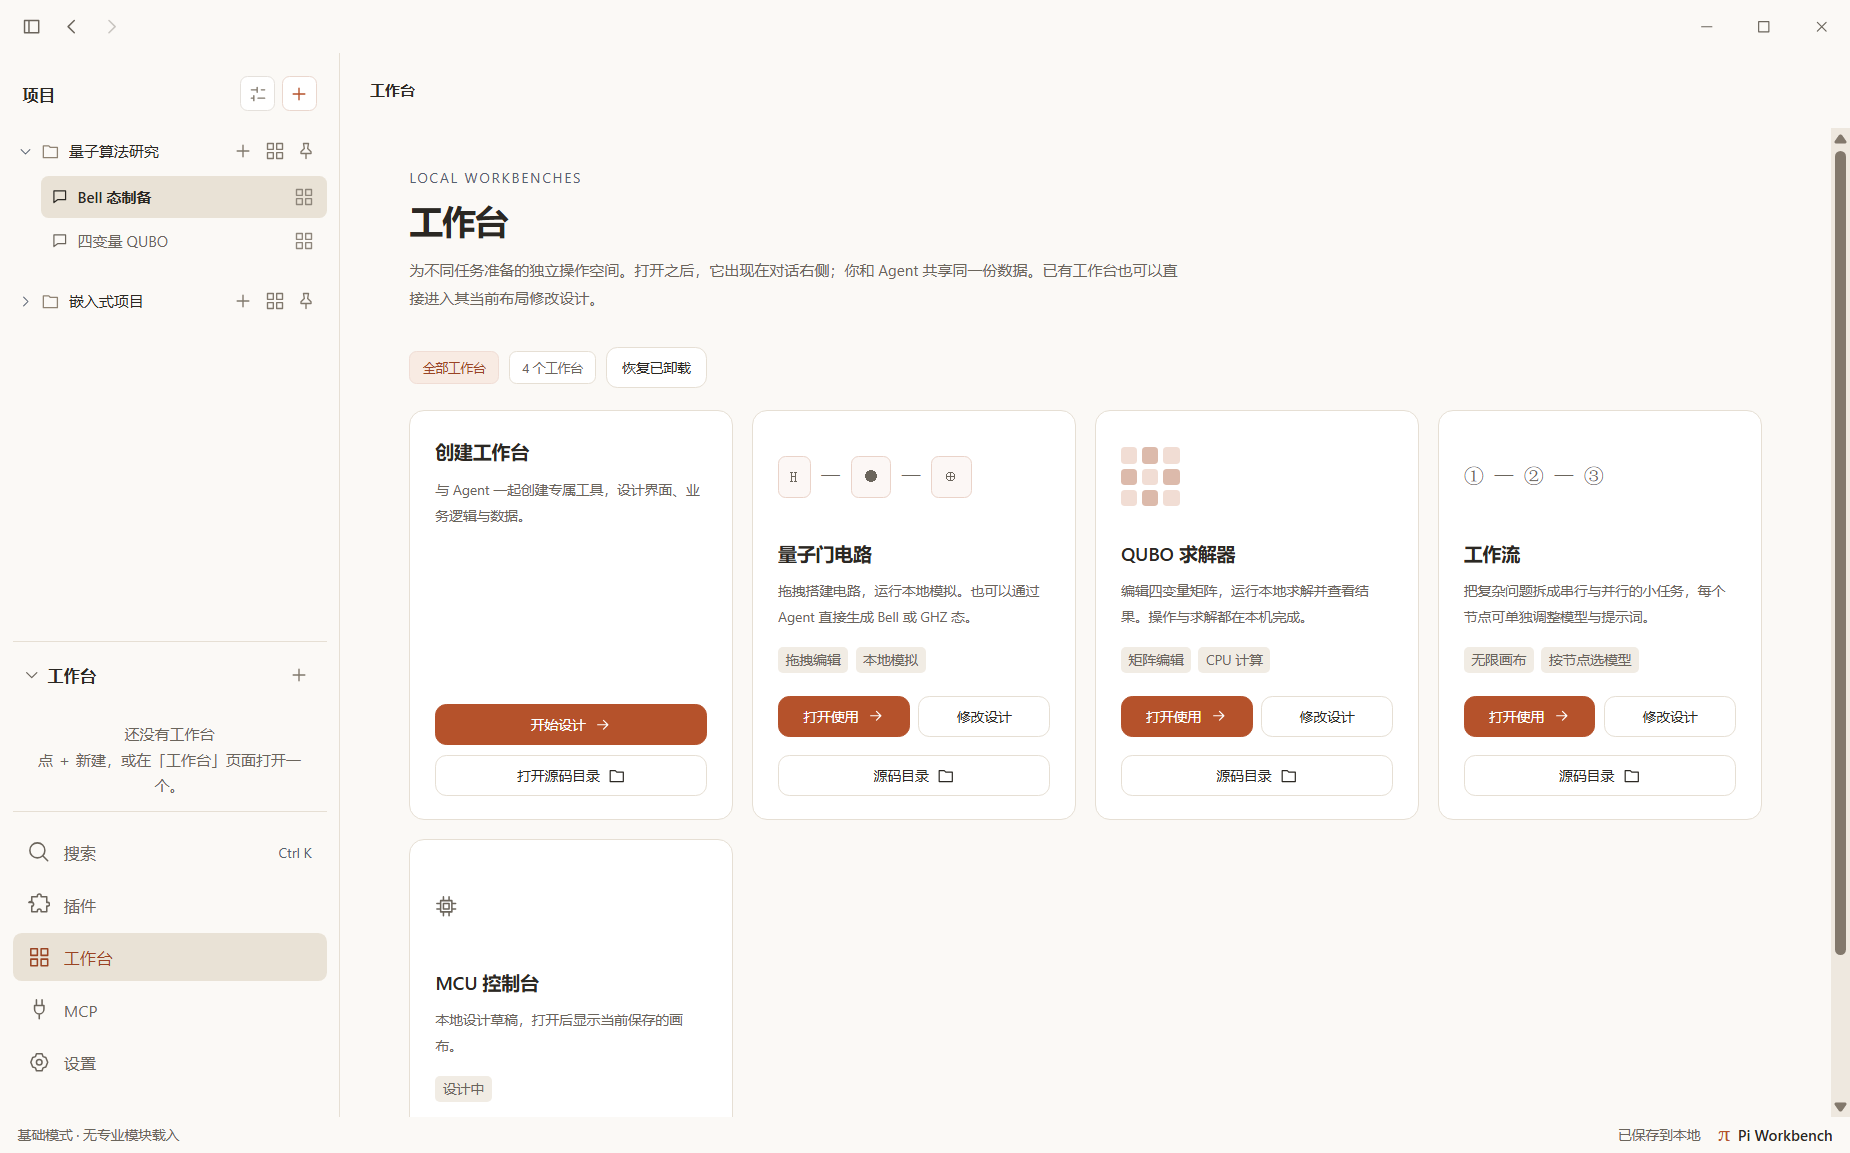 项目
量子算法研究
Bell 态制备
四变量 QUBO
嵌入式项目
工作台
还没有工作台
点 + 新建，或在「工作台」页面打开一
个。
搜索 Ctrl K
插件
工作台
MCP
设置
基础模式 · 无专业模块载入
工作台
LOCAL WORKBENCHES
工作台
为不同任务准备的独立操作空间。打开之后，它出现在对话右侧；你和 Agent 共享同一份数据。已有工作台也可以直
接进入其当前布局修改设计。
全部工作台 4 个工作台 恢复已卸载
创建工作台
与 Agent 一起创建专属工具，设计界面、业
务逻辑与数据。
开始设计 →
打开源码目录
H — ● — ⊕
量子门电路
拖拽搭建电路，运行本地模拟。也可以通过
Agent 直接生成 Bell 或 GHZ 态。
拖拽编辑 本地模拟
打开使用 → 修改设计
源码目录
QUBO 求解器
编辑四变量矩阵，运行本地求解并查看结
果。操作与求解都在本机完成。
矩阵编辑 CPU 计算
打开使用 → 修改设计
源码目录
① — ② — ③
工作流
把复杂问题拆成串行与并行的小任务，每个
节点可单独调整模型与提示词。
无限画布 按节点选模型
打开使用 → 修改设计
源码目录
MCU 控制台
本地设计草稿，打开后显示当前保存的画
布。
设计中
已保存到本地 π Pi Workbench